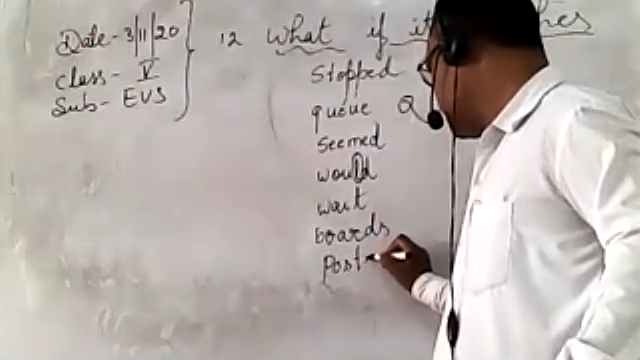 Date - 3/11/20
Class - V
Sub - EVS
12 What if it
Stopped
queue Q
Seemed
would
wait
boards
Post